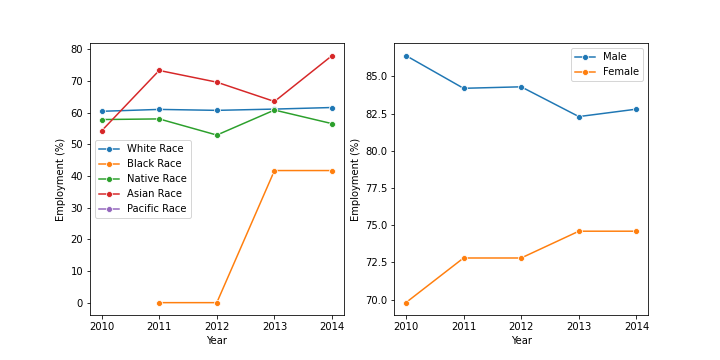 80
70
60
50
40
30
20
10
0
Employment (%)
White Race
Black Race
Native Race
Asian Race
Pacific Race
2010 2011 2012 2013 2014
Year
85.0
82.5
80.0
77.5
75.0
72.5
70.0
Employment (%)
Male
Female
2010 2011 2012 2013 2014
Year